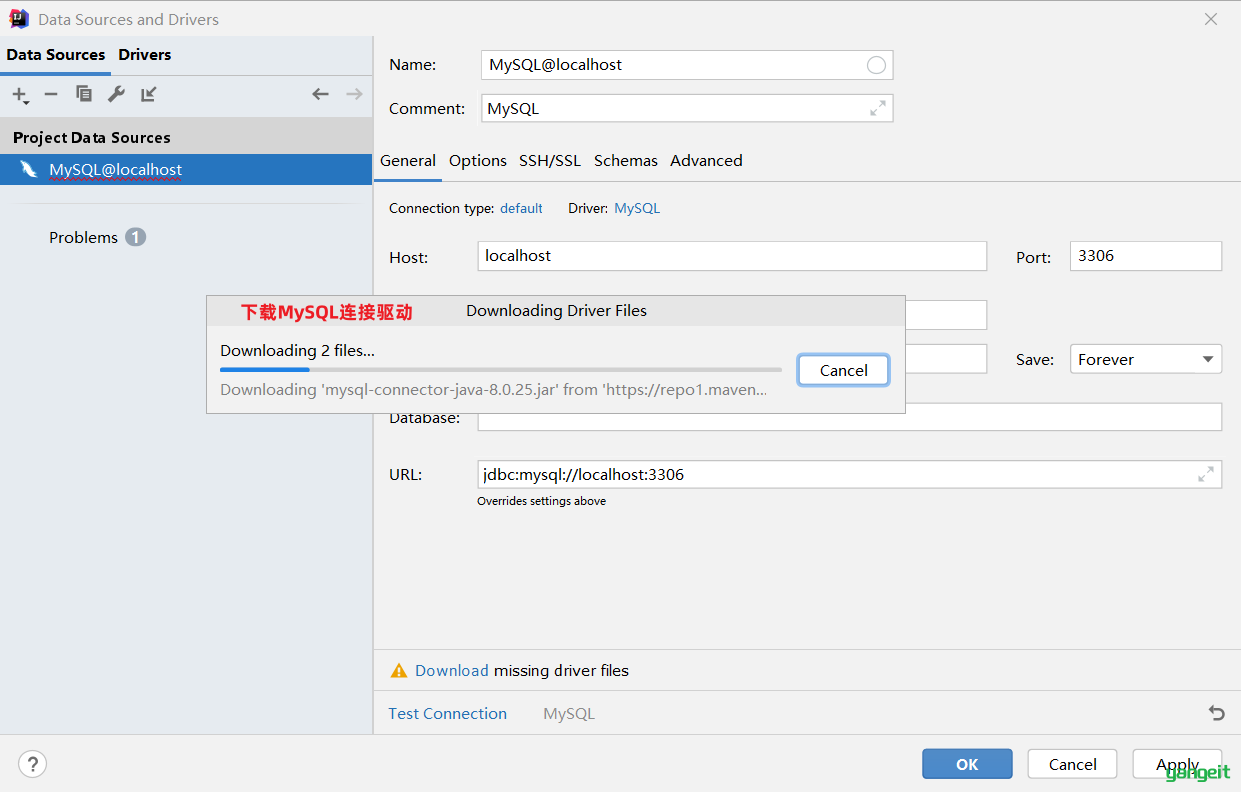 Data Sources and Drivers
Data Sources Drivers
Project Data Sources
MySQL@localhost
Problems 1
Name: MySQL@localhost
Comment: MySQL
General Options SSH/SSL Schemas Advanced
Connection type: default Driver: MySQL
Host: localhost Port: 3306
下载MySQL连接驱动 Downloading Driver Files
Downloading 2 files...
Cancel
Downloading 'mysql-connector-java-8.0.25.jar' from 'https://repo1.maven...
Save: Forever
Database:
URL: jdbc:mysql://localhost:3306
Overrides settings above
Download missing driver files
Test Connection MySQL
? OK Cancel Apply
gangeit